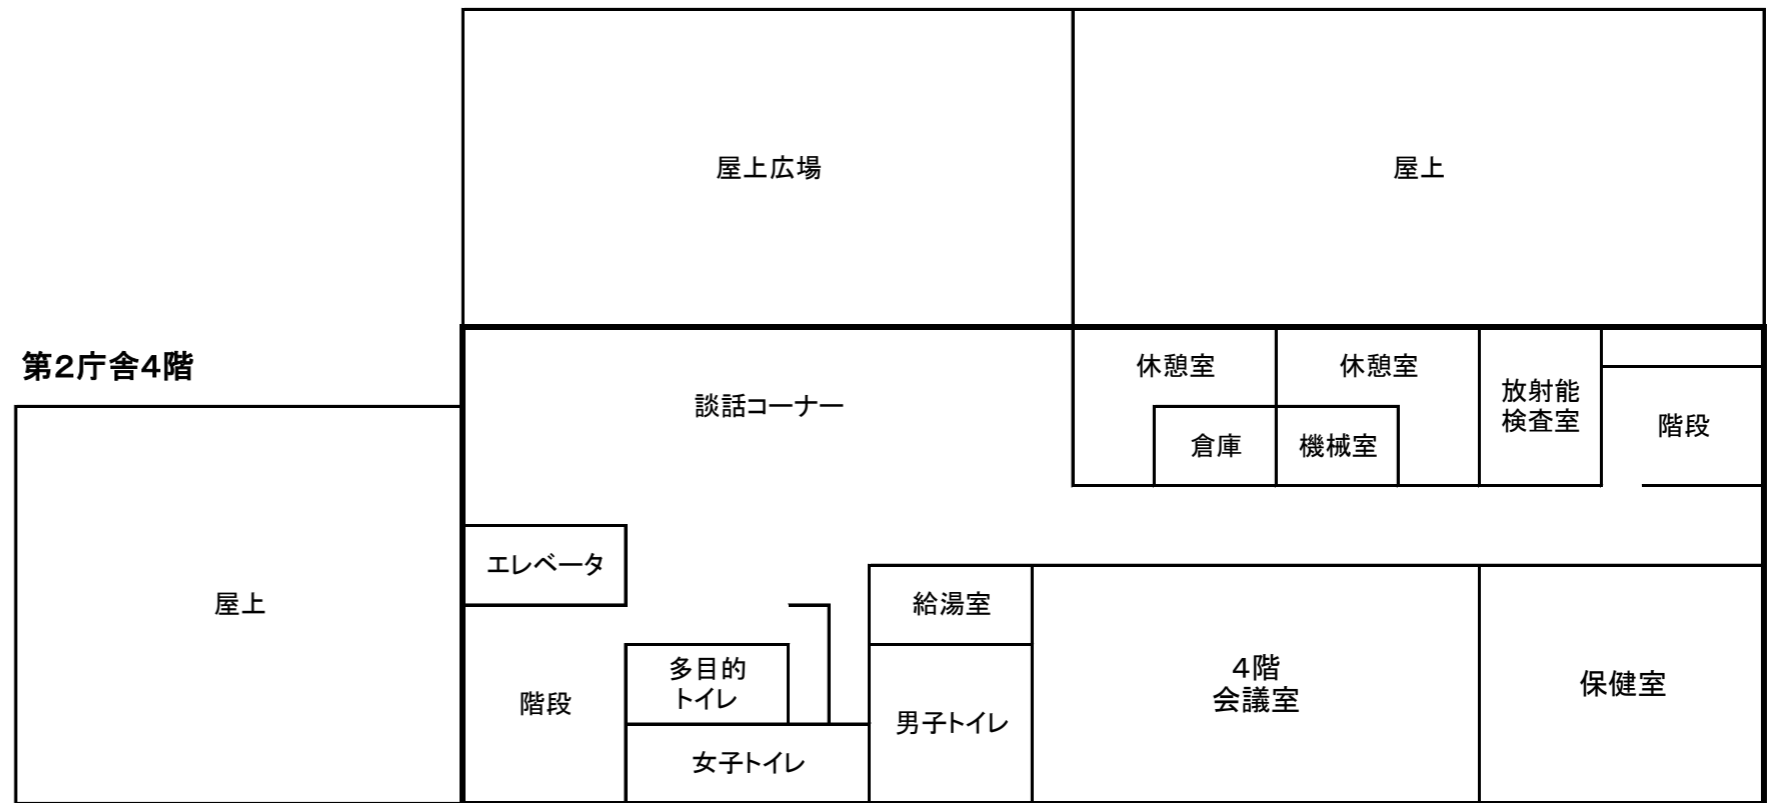 屋上広場
屋上
第2庁舎4階
談話コーナー
休憩室
休憩室
放射能
検査室
階段
倉庫
機械室
エレベータ
屋上
給湯室
多目的
トイレ
階段
男子トイレ
女子トイレ
4階
会議室
保健室